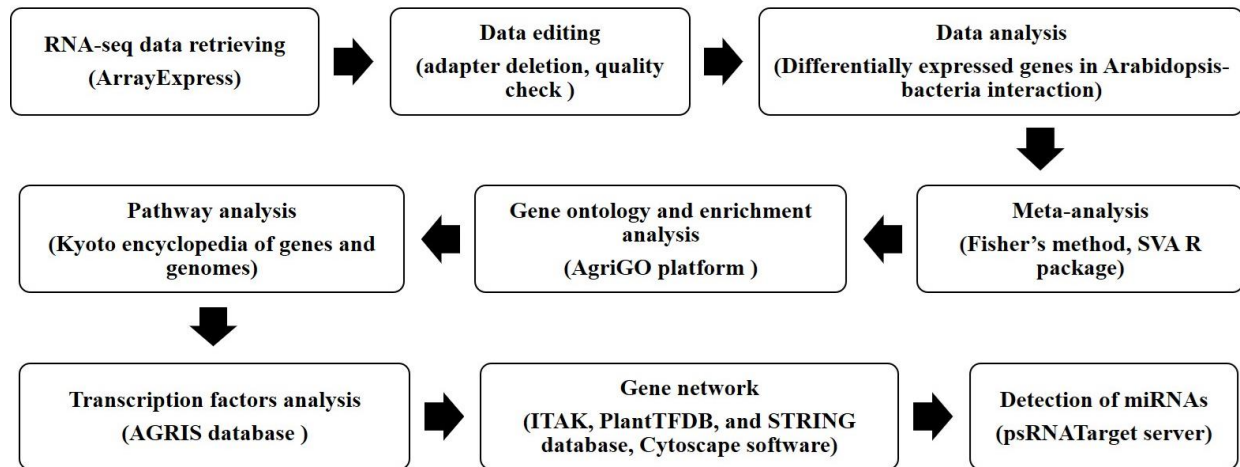 RNA-seq data retrieving
(ArrayExpress)
Data editing
(adapter deletion, quality
check )
Data analysis
(Differentially expressed genes in Arabidopsis-
bacteria interaction)
Pathway analysis
(Kyoto encyclopedia of genes and
genomes)
Gene ontology and enrichment
analysis
(AgriGO platform )
Meta-analysis
(Fisher's method, SVA R
package)
Transcription factors analysis
(AGRIS database )
Gene network
(ITAK, PlantTFDB, and STRING
database, Cytoscape software)
Detection of miRNAs
(psRNATarget server)